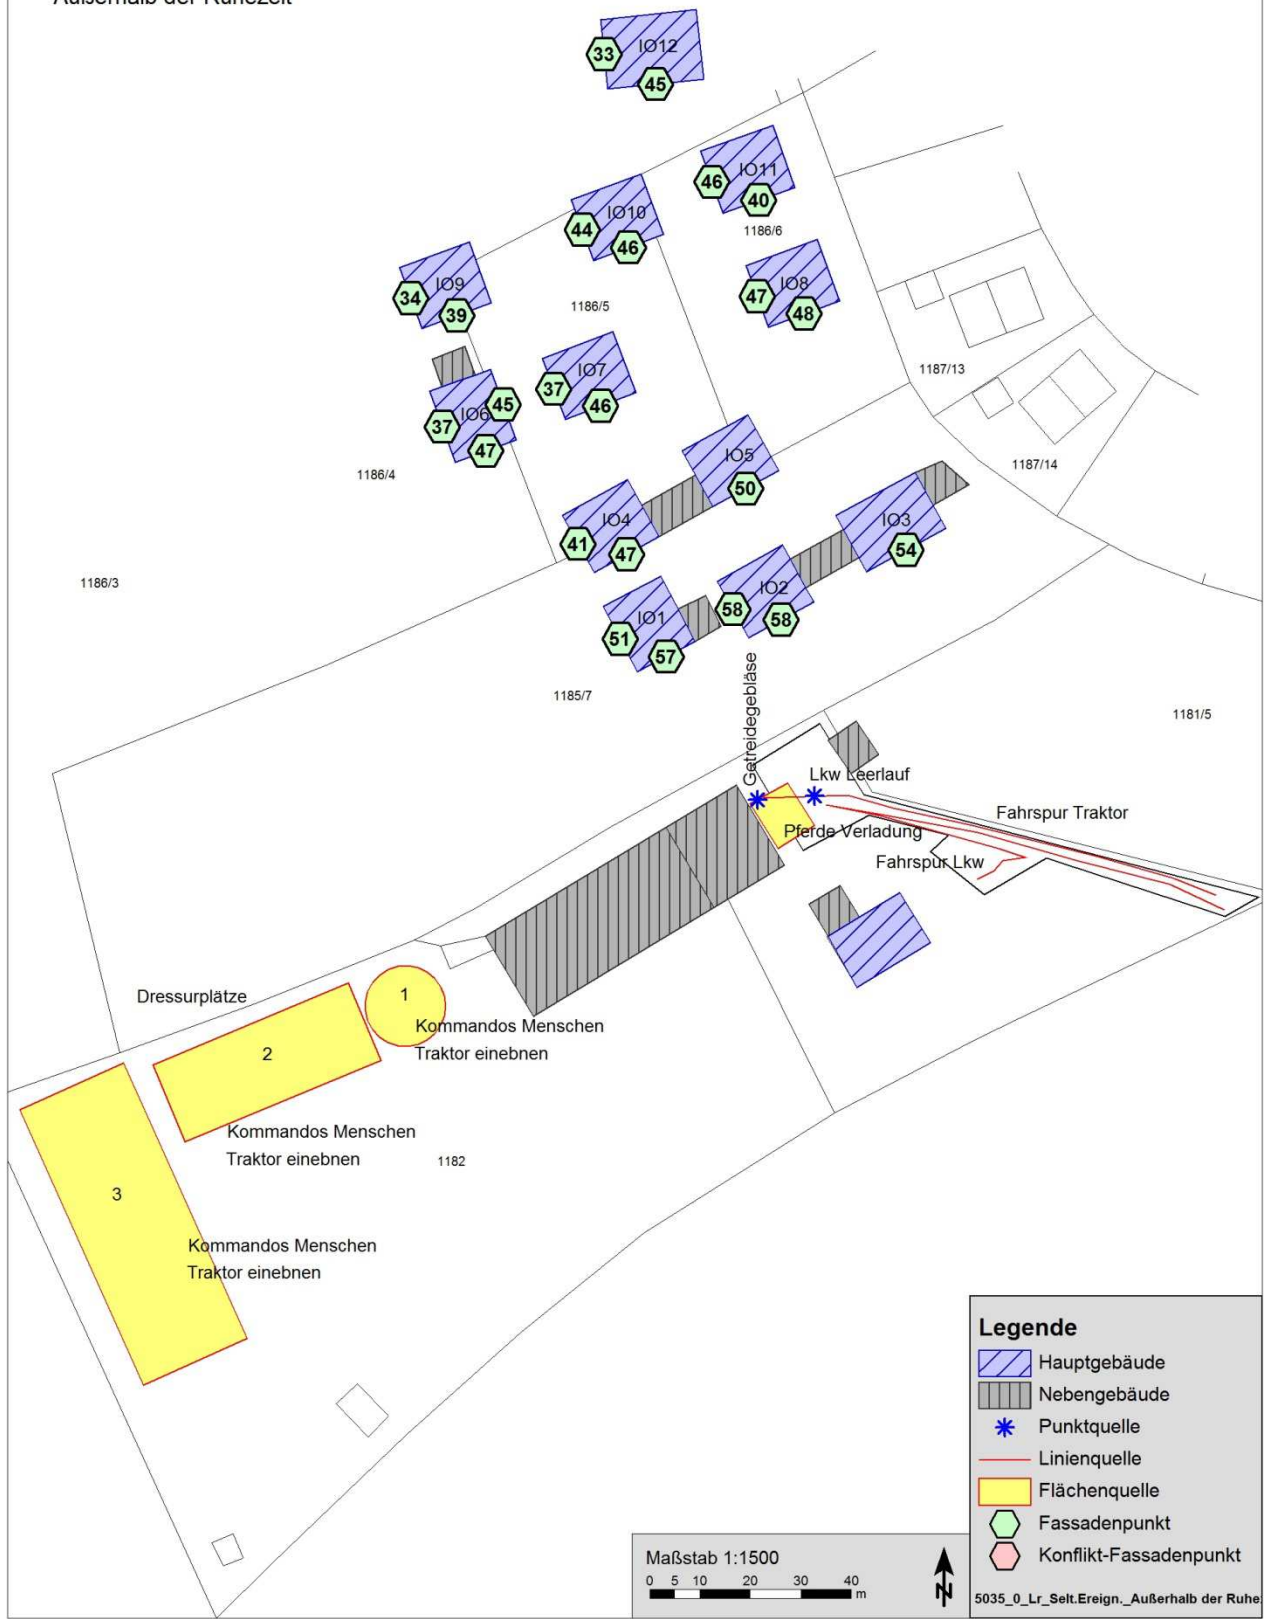 Außerhalb der Ruhezeit
33
IO12
45
46
IO11
40
44
IO10
46
1186/6
34
IO9
39
1186/5
47
IO8
48
37
IO7
46
1187/13
37
IO6
45
47
1186/4
IO5
50
1187/14
41
IO4
47
IO3
54
1186/3
51
IO1
57
58
IO2
58
1185/7
1181/5
Getreidegebläse
Lkw Leerlauf
Fahrspur Traktor
Pferde Verladung
Fahrspur Lkw
Dressurplätze
1
Kommandos Menschen
Traktor einebnen
2
Kommandos Menschen
Traktor einebnen
1182
3
Kommandos Menschen
Traktor einebnen
Legende
Hauptgebäude
Nebengebäude
Punktquelle
Linienquelle
Flächenquelle
Fassadenpunkt
Konflikt-Fassadenpunkt
Maßstab 1:1500
0 5 10 20 30 40
m
N
5035_0_Lr_Selt.Ereign._Außerhalb der Ruhe